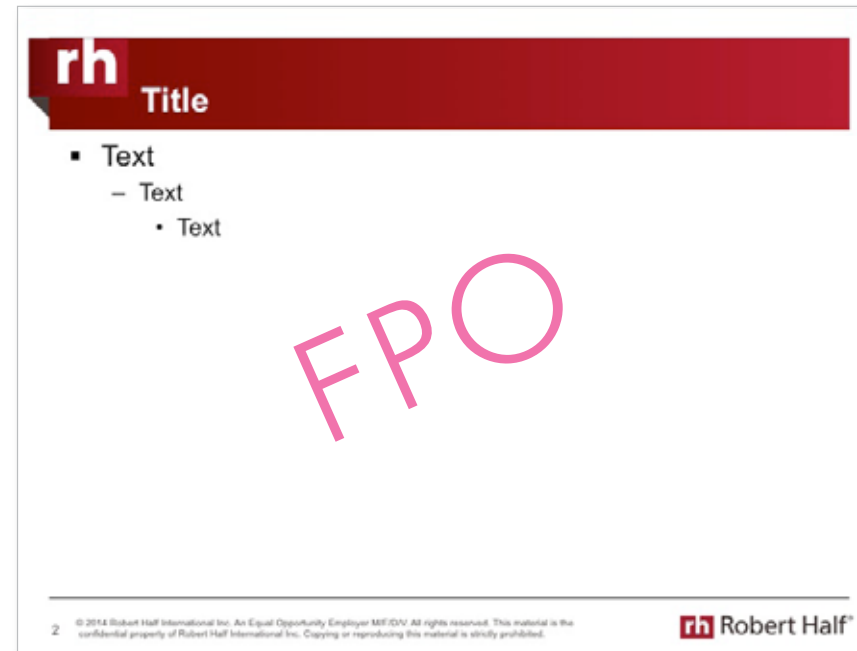 rh
Title
▪ Text
– Text
• Text
FPO
2 © 2014 Robert Half International Inc. An Equal Opportunity Employer M/F/D/V. All rights reserved. This material is the
confidential property of Robert Half International Inc. Copying or reproducing this material is strictly prohibited.
rh Robert Half®